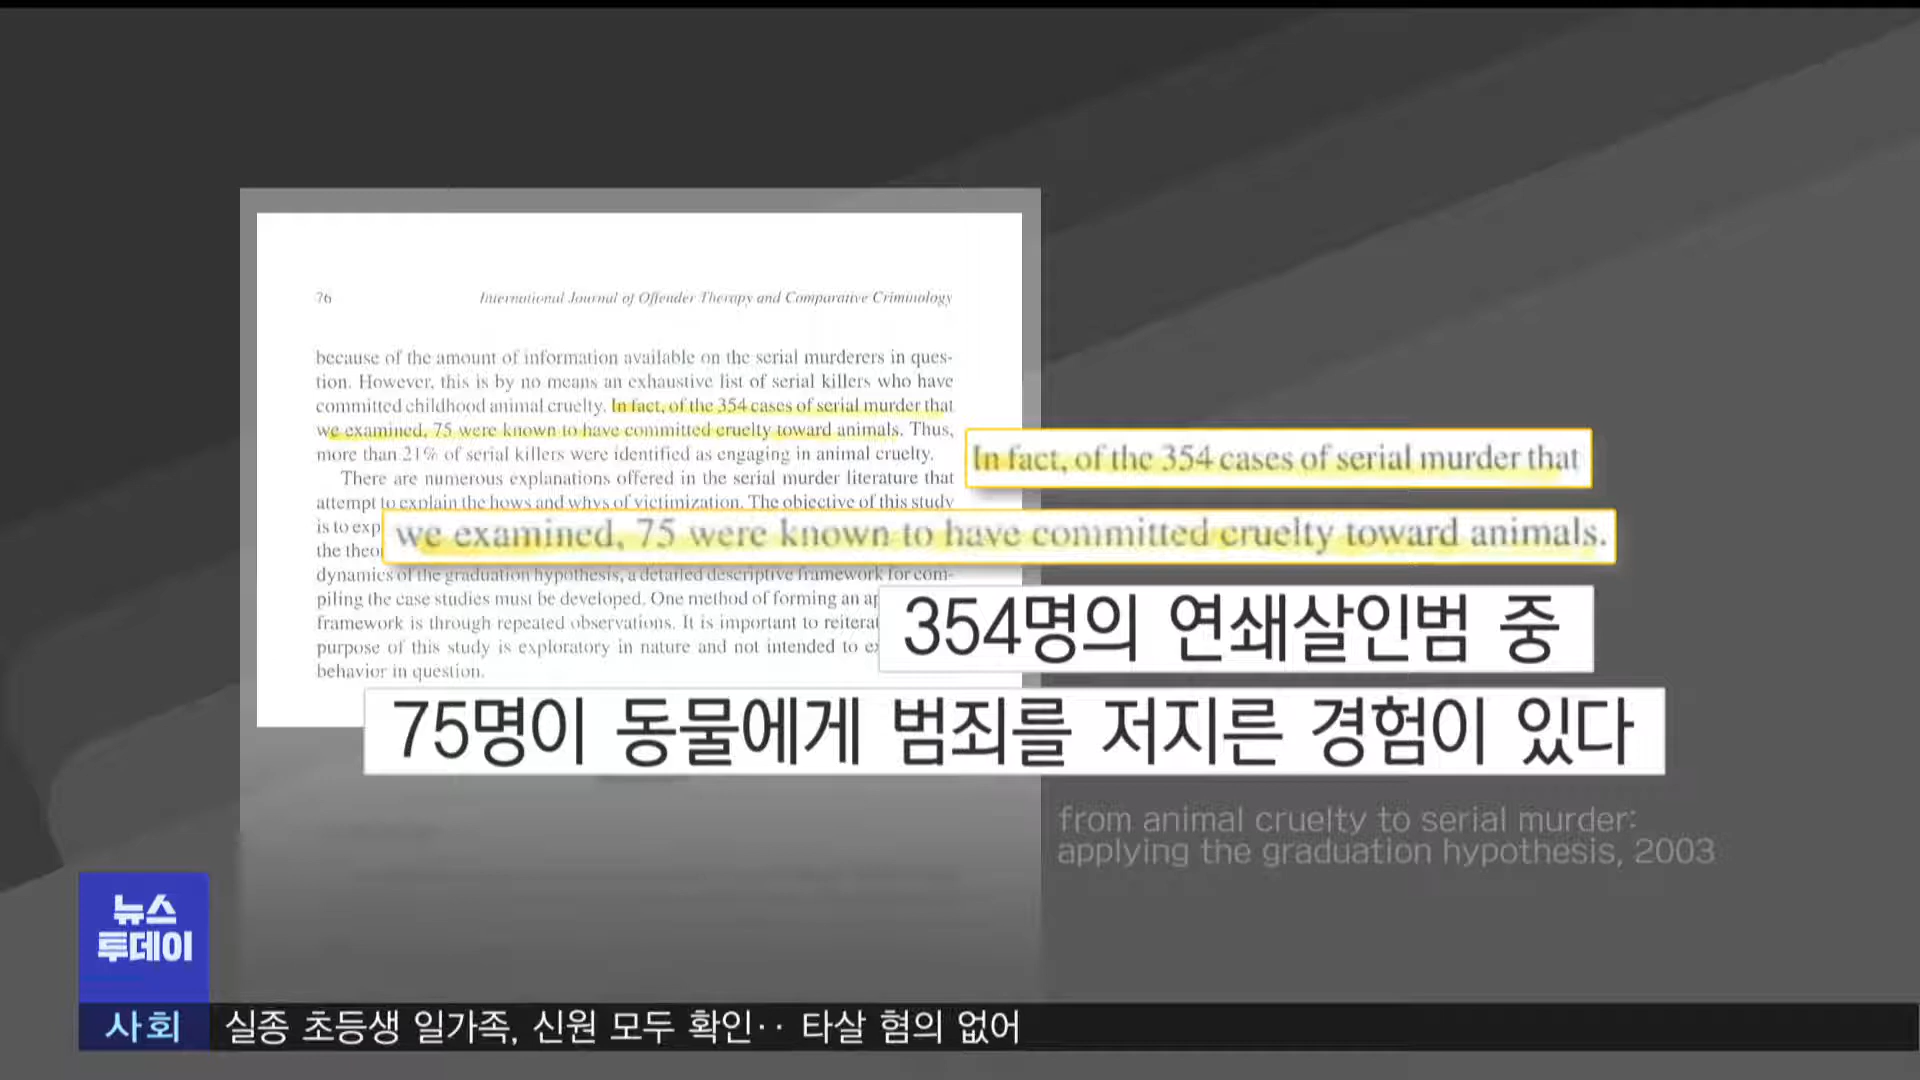 76 International Journal of Offender Therapy and Comparative Criminology
because of the amount of information available on the serial murderers in ques-
tion. However, this is by no means an exhaustive list of serial killers who have
committed childhood animal cruelty. In fact, of the 354 cases of serial murder that
we examined, 75 were known to have committed cruelty toward animals. Thus,
more than 21% of serial killers were identified as engaging in animal cruelty.
There are numerous explanations offered in the serial murder literature that
attempt to explain the hows and whys of victimization. The objective of this study
is to exp
the theo
dynamics of the graduation hypothesis, a detailed descriptive framework for com-
piling the case studies must be developed. One method of forming an ap
framework is through repeated observations. It is important to reiterat
purpose of this study is exploratory in nature and not intended to ex
behavior in question.
In fact, of the 354 cases of serial murder that
we examined, 75 were known to have committed cruelty toward animals.
354명의 연쇄살인범 중
75명이 동물에게 범죄를 저지른 경험이 있다
from animal cruelty to serial murder:
applying the graduation hypothesis, 2003
뉴스
투데이
사회 실종 초등생 일가족, 신원 모두 확인‥ 타살 혐의 없어